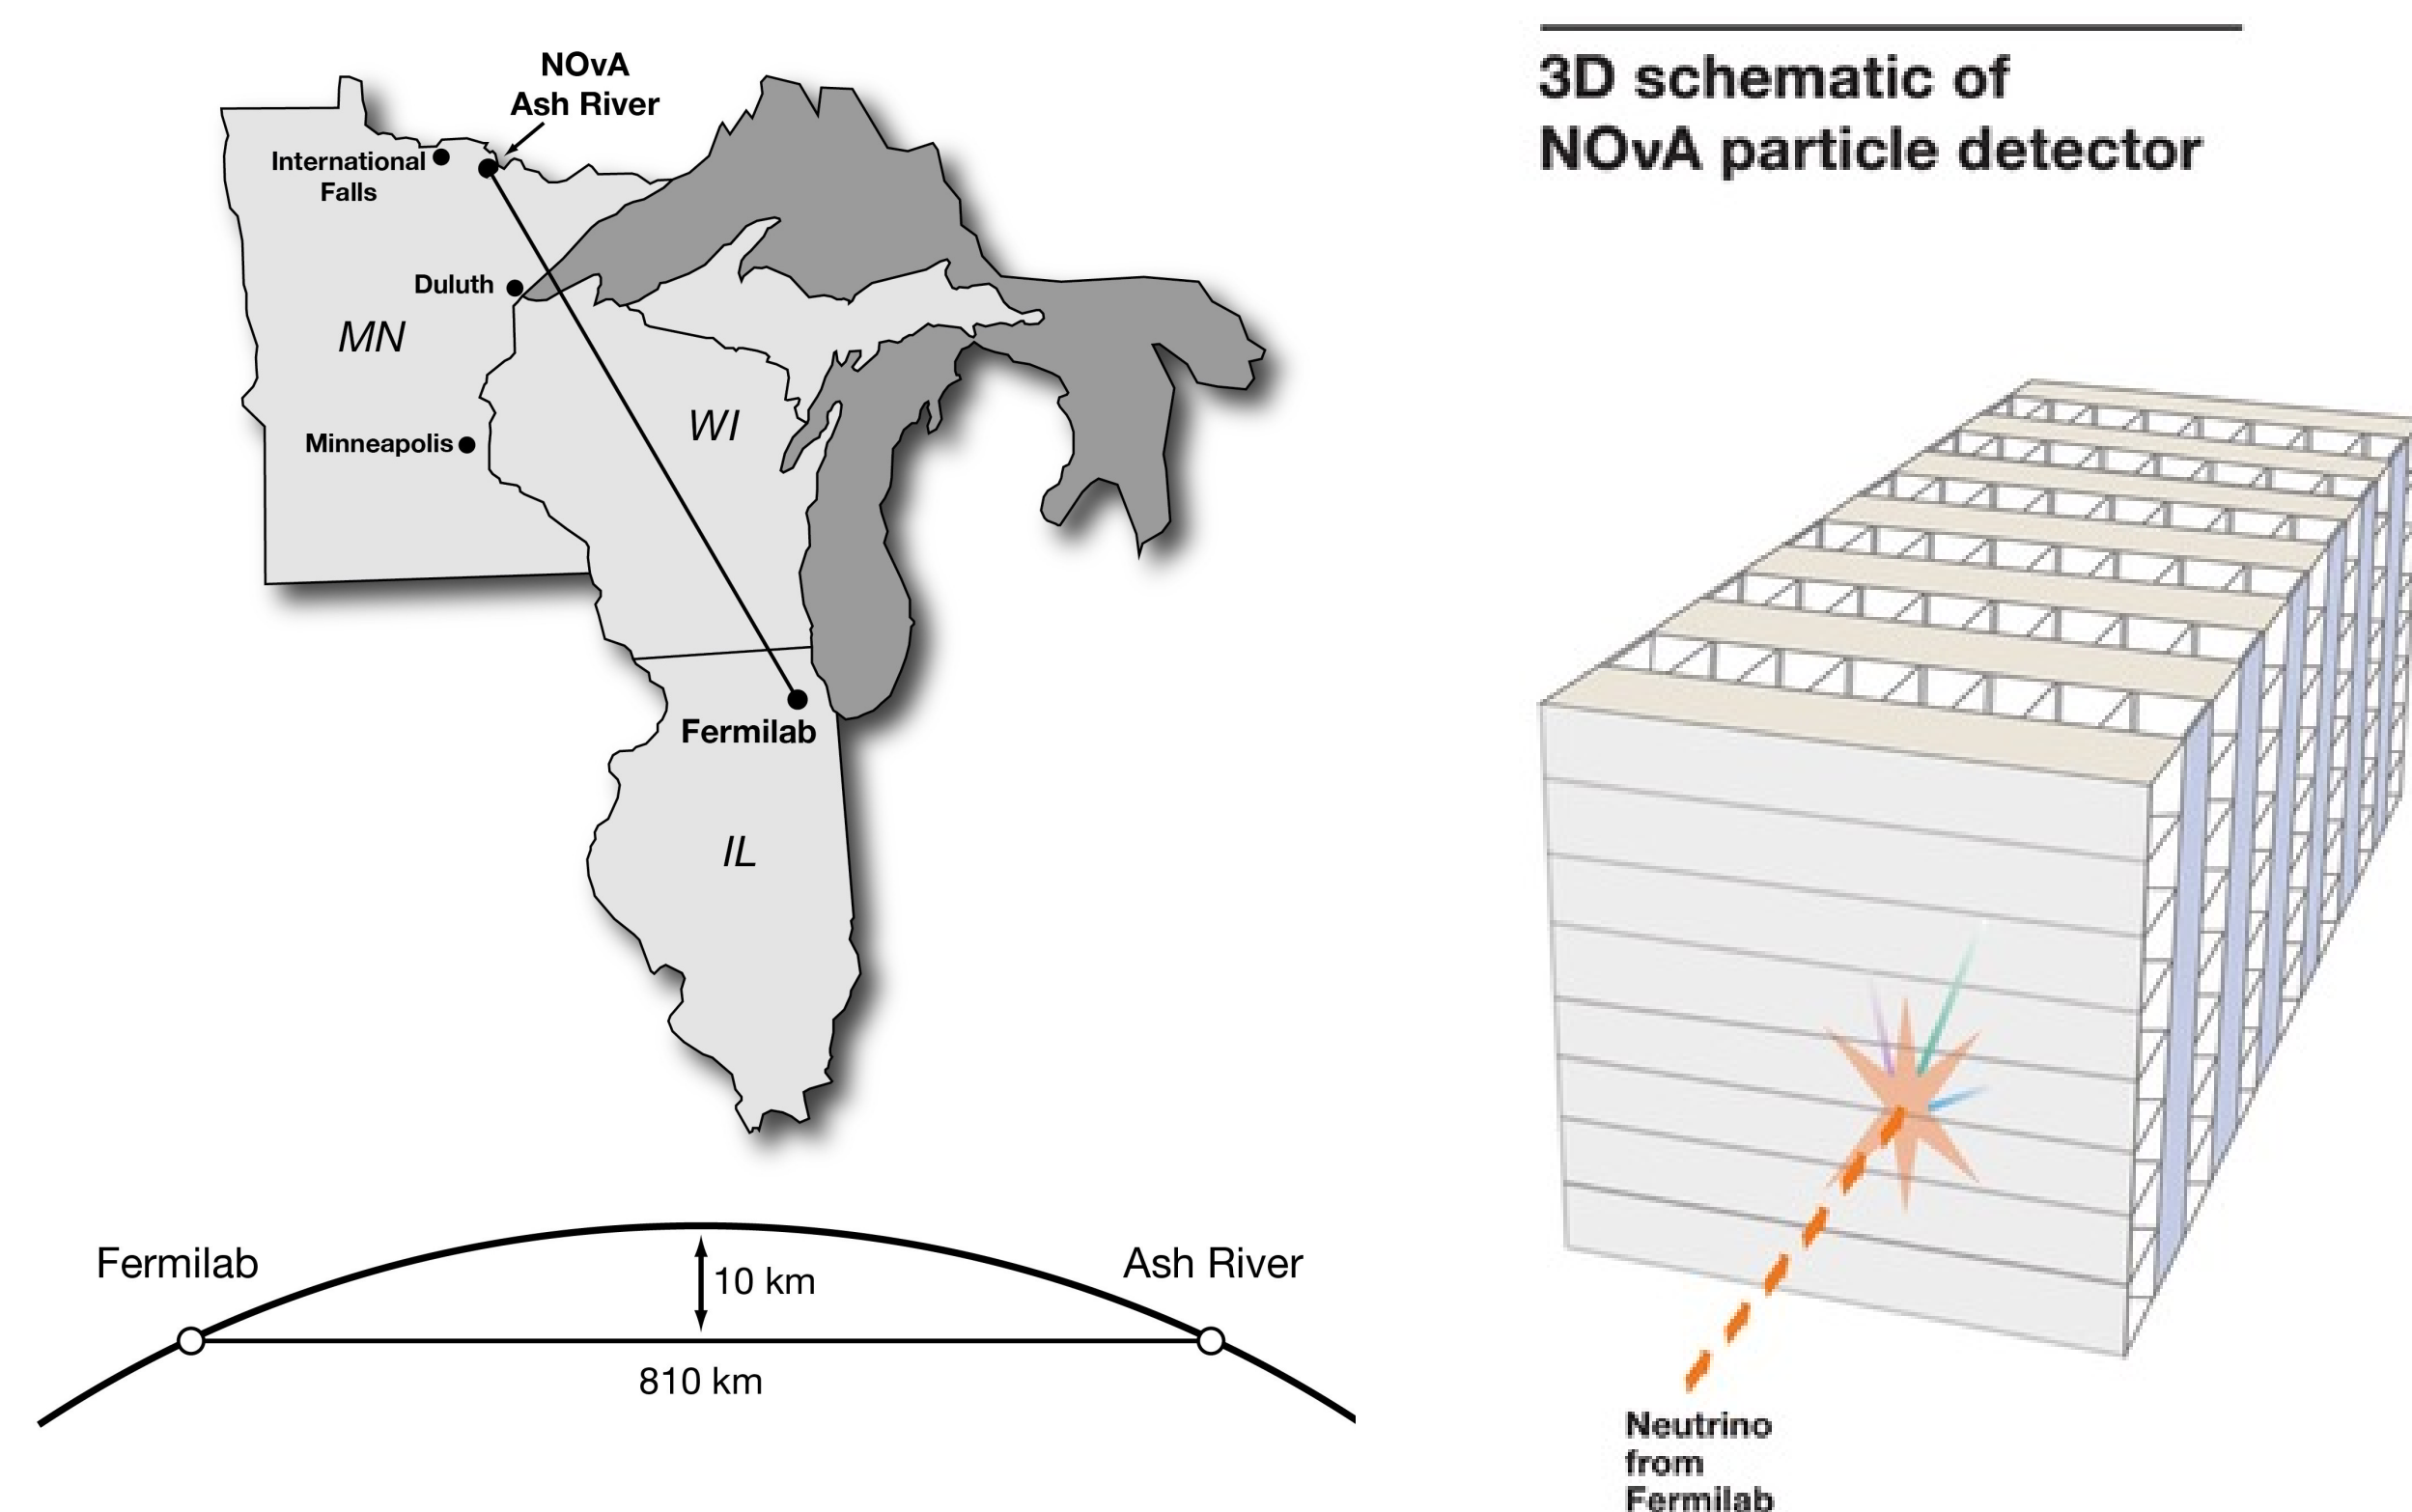 NOvA
Ash River
International
Falls
Duluth
MN
WI
Minneapolis
Fermilab
IL
Fermilab
Ash River
10 km
810 km
3D schematic of
NOvA particle detector
Neutrino
from
Fermilab